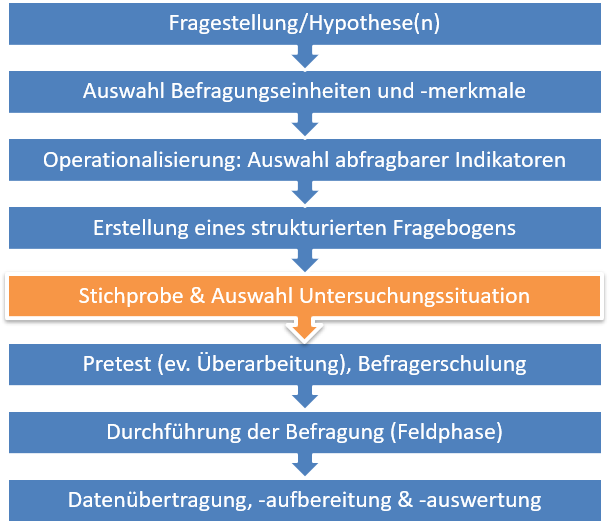 Fragestellung/Hypothese(n)
Auswahl Befragungseinheiten und -merkmale
Operationalisierung: Auswahl abfragbarer Indikatoren
Erstellung eines strukturierten Fragebogens
Stichprobe & Auswahl Untersuchungssituation
Pretest (ev. Überarbeitung), Befragerschulung
Durchführung der Befragung (Feldphase)
Datenübertragung, -aufbereitung & -auswertung